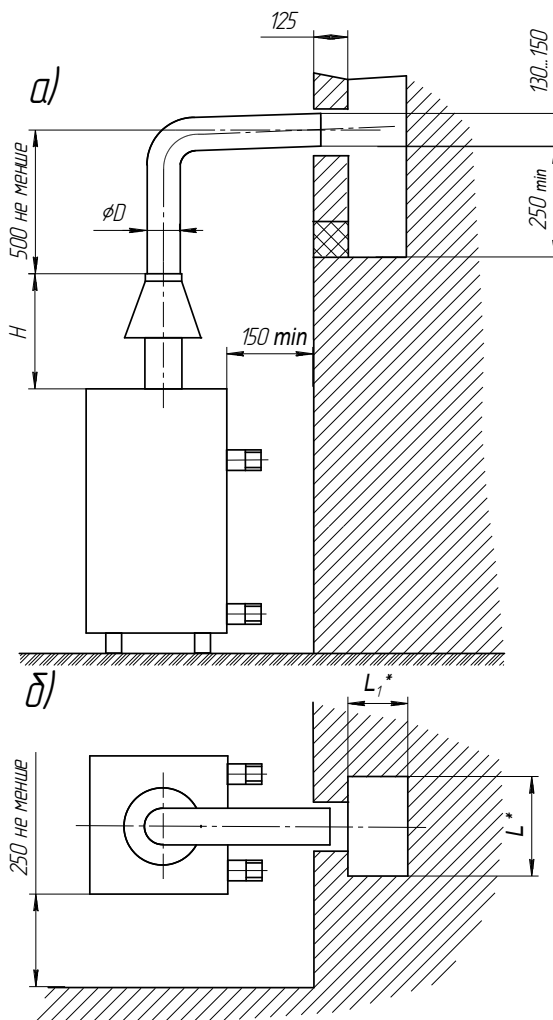 125
130...150
а)
500 не менше
ϕD
250 min
H
150 min
б)
L₁*
250 не менше
L*